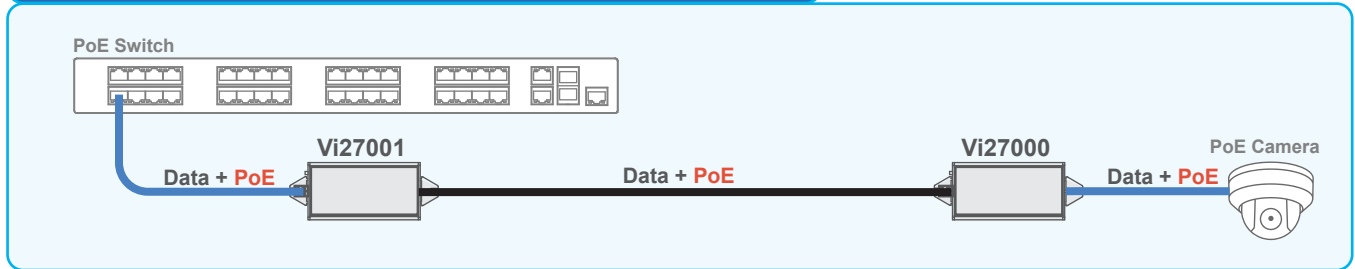 PoE Switch
Vi27001
Vi27000
PoE Camera
Data + PoE
Data + PoE
Data + PoE